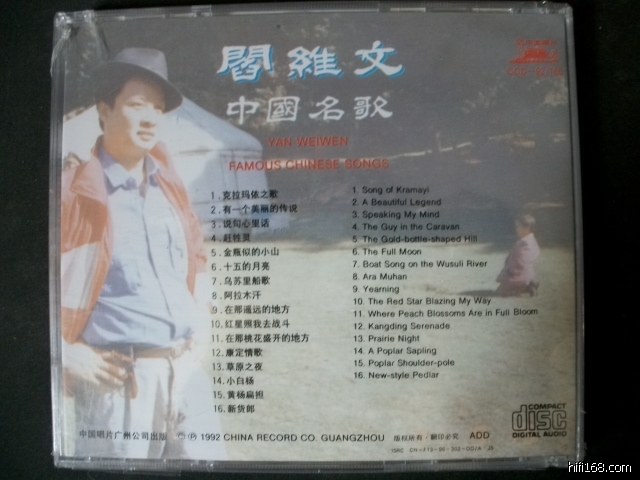 閻維文
中國名歌
YAN WEIWEN
FAMOUS CHINESE SONGS
1. 克拉玛依之歌
2. 有一个美丽的传说
3. 说句心里话
4. 赶牲灵
5. 金瓶似的小山
6. 十五的月亮
7. 乌苏里船歌
8. 阿拉木汗
9. 在那遥远的地方
10. 红星照我去战斗
11. 在那桃花盛开的地方
12. 康定情歌
13. 草原之夜
14. 小白杨
15. 黄杨扁担
16. 新货郎
1. Song of Kramayi
2. A Beautiful Legend
3. Speaking My Mind
4. The Guy in the Caravan
5. The Gold-bottle-shaped Hill
6. The Full Moon
7. Boat Song on the Wusuli River
8. Ara Muhan
9. Yearning
10. The Red Star Blazing My Way
11. Where Peach Blossoms Are in Full Bloom
12. Kangding Serenade
13. Prairie Night
14. A Poplar Sapling
15. Poplar Shoulder-pole
16. New-style Pedlar
中国唱片广州公司出版 © ℗ 1992 CHINA RECORD CO. GUANGZHOU 版权所有·翻印必究 ADD
COMPACT
disc
DIGITAL AUDIO
hifi168.com